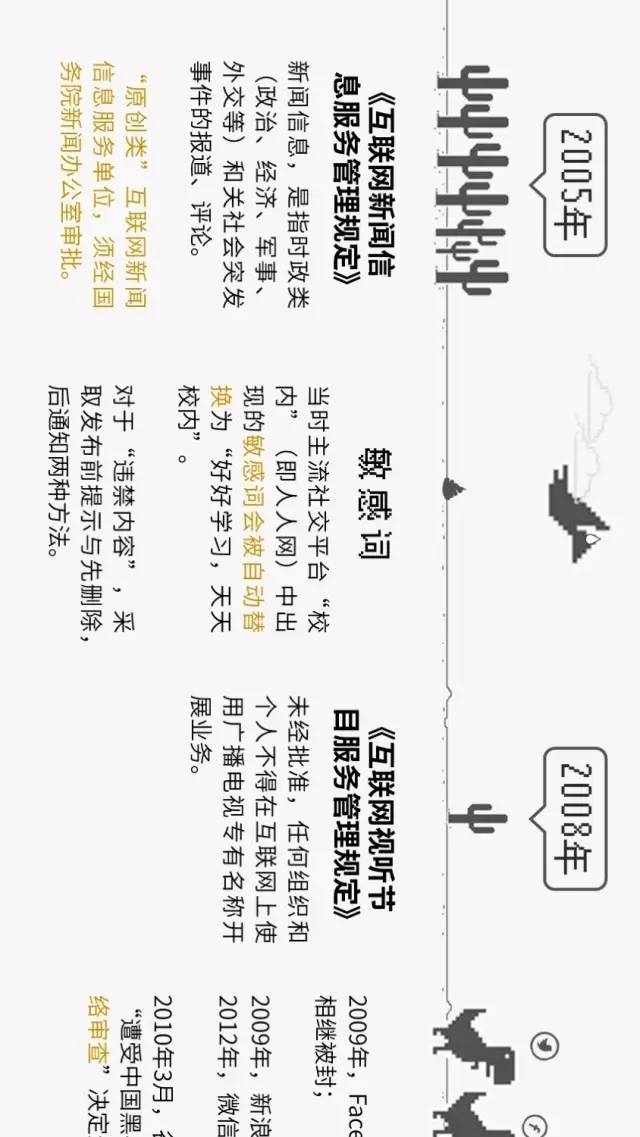 2005年
《互联网新闻信
息服务管理规定》
新闻信息，是指时政类
（政治、经济、军事、
外交等）和关社会突发
事件的报道、评论。
“原创类”互联网新闻
信息服务单位，须经国
务院新闻办公室审批。
敏感词
当时主流社交平台“校
内”（即人人网）中出
现的敏感词会被自动替
换为“好好学习，天天
校内”。
对于“违禁内容”，采
取发布前提示与先删除，
后通知两种方法。
2008年
《互联网视听节
目服务管理规定》
未经批准，任何组织和
个人不得在互联网上使
用广播电视专有名称开
展业务。
2009年，Face
相继被封；
2009年，新浪
2012年，微信
2010年3月，谷
“遭受中国黑
络审查”决定